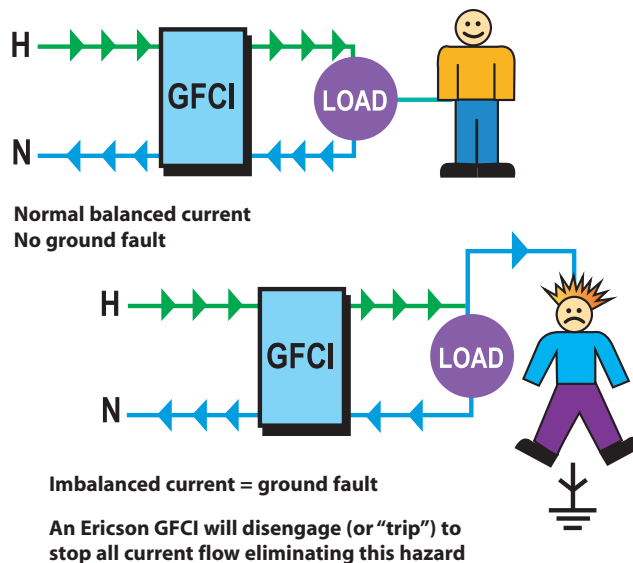 H
GFCI
LOAD
N
Normal balanced current
No ground fault
H
GFCI
LOAD
N
Imbalanced current = ground fault
An Ericson GFCI will disengage (or “trip”) to
stop all current flow eliminating this hazard